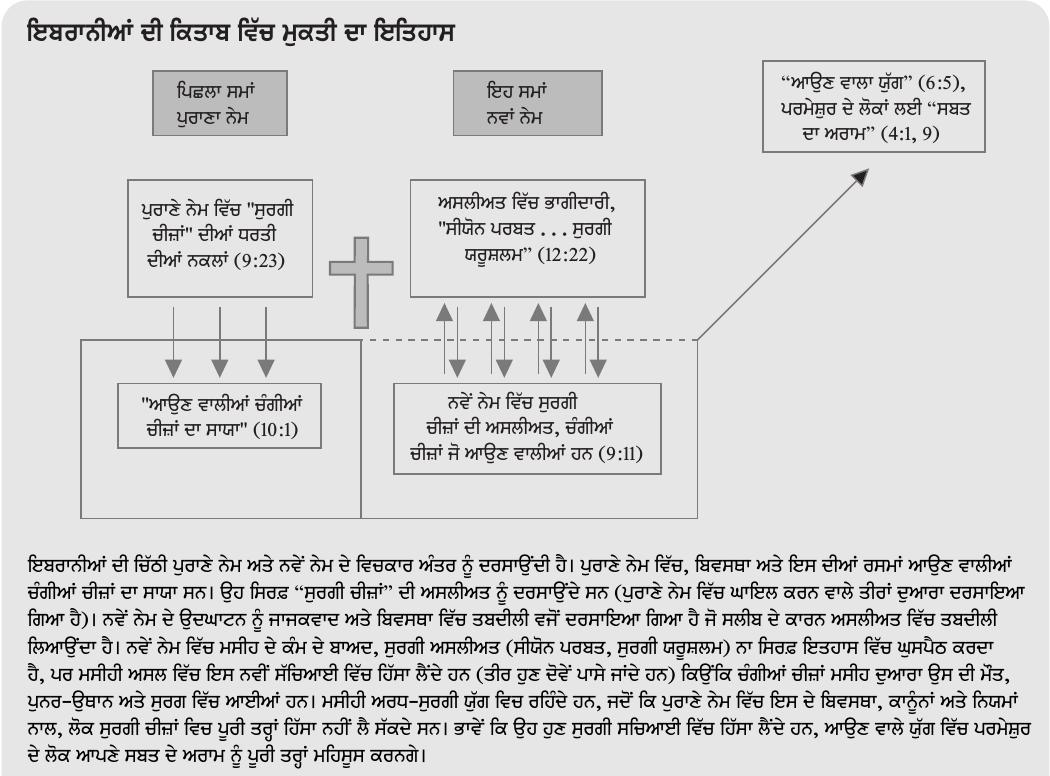 ਇਬਰਾਨੀਆਂ ਦੀ ਕਿਤਾਬ ਵਿੱਚ ਮੁਕਤੀ ਦਾ ਇਤਿਹਾਸ
ਪਿਛਲਾ ਸਮਾਂ
ਪੁਰਾਣਾ ਨੇਮ
ਇਹ ਸਮਾਂ
ਨਵਾਂ ਨੇਮ
“ਆਉਣ ਵਾਲਾ ਯੁੱਗ” (6:5),
ਪਰਮੇਸ਼ੁਰ ਦੇ ਲੋਕਾਂ ਲਈ “ਸਬਤ
ਦਾ ਅਰਾਮ” (4:1, 9)
ਪੁਰਾਣੇ ਨੇਮ ਵਿੱਚ "ਸੁਰਗੀ
ਚੀਜ਼ਾਂ" ਦੀਆਂ ਧਰਤੀ
ਦੀਆਂ ਨਕਲਾਂ (9:23)
ਅਸਲੀਅਤ ਵਿੱਚ ਭਾਗੀਦਾਰੀ,
"ਸੀਯੋਨ ਪਰਬਤ . . . ਸੁਰਗੀ
ਯਰੂਸ਼ਲਮ” (12:22)
"ਆਉਣ ਵਾਲੀਆਂ ਚੰਗੀਆਂ
ਚੀਜ਼ਾਂ ਦਾ ਸਾਯਾ" (10:1)
ਨਵੇਂ ਨੇਮ ਵਿੱਚ ਸੁਰਗੀ
ਚੀਜ਼ਾਂ ਦੀ ਅਸਲੀਅਤ, ਚੰਗੀਆਂ
ਚੀਜ਼ਾਂ ਜੋ ਆਉਣ ਵਾਲੀਆਂ ਹਨ (9:11)
ਇਬਰਾਨੀਆਂ ਦੀ ਚਿੱਠੀ ਪੁਰਾਣੇ ਨੇਮ ਅਤੇ ਨਵੇਂ ਨੇਮ ਦੇ ਵਿਚਕਾਰ ਅੰਤਰ ਨੂੰ ਦਰਸਾਉਂਦੀ ਹੈ। ਪੁਰਾਣੇ ਨੇਮ ਵਿੱਚ, ਬਿਵਸਥਾ ਅਤੇ ਇਸ ਦੀਆਂ ਰਸਮਾਂ ਆਉਣ ਵਾਲੀਆਂ
ਚੰਗੀਆਂ ਚੀਜ਼ਾਂ ਦਾ ਸਾਯਾ ਸਨ। ਉਹ ਸਿਰਫ਼ “ਸੁਰਗੀ ਚੀਜ਼ਾਂ” ਦੀ ਅਸਲੀਅਤ ਨੂੰ ਦਰਸਾਉਂਦੇ ਸਨ (ਪੁਰਾਣੇ ਨੇਮ ਵਿੱਚ ਘਾਇਲ ਕਰਨ ਵਾਲੇ ਤੀਰਾਂ ਦੁਆਰਾ ਦਰਸਾਇਆ
ਗਿਆ ਹੈ)। ਨਵੇਂ ਨੇਮ ਦੇ ਉਦਘਾਟਨ ਨੂੰ ਜਾਜਕਵਾਦ ਅਤੇ ਬਿਵਸਥਾ ਵਿੱਚ ਤਬਦੀਲੀ ਵਜੋਂ ਦਰਸਾਇਆ ਗਿਆ ਹੈ ਜੋ ਸਲੀਬ ਦੇ ਕਾਰਨ ਅਸਲੀਅਤ ਵਿੱਚ ਤਬਦੀਲੀ
ਲਿਆਉਂਤਾ ਹੈ। ਨਵੇਂ ਨੇਮ ਵਿੱਚ ਮਸੀਹ ਦੇ ਕੰਮ ਦੇ ਬਾਅਦ, ਸੁਰਗੀ ਅਸਲੀਅਤ (ਸੀਯੋਨ ਪਰਬਤ, ਸੁਰਗੀ ਯਰੂਸ਼ਲਮ) ਨਾ ਸਿਰਫ਼ ਇਤਹਾਸ ਵਿੱਚ ਘੁਸਪੈਠ ਕਰਦਾ
ਹੈ, ਪਰ ਮਸੀਹੀ ਅਸਲ ਵਿੱਚ ਇਸ ਨਵੀਂ ਸੱਚਿਆਈ ਵਿੱਚ ਹਿੱਸਾ ਲੈਂਦੇ ਹਨ (ਤੀਰ ਹੁਣ ਦੋਵੇਂ ਪਾਸੇ ਜਾਂਦੇ ਹਨ) ਕਿਉਂਕਿ ਚੰਗੀਆਂ ਚੀਜ਼ਾਂ ਮਸੀਹ ਦੁਆਰਾ ਉਸ ਦੀ ਮੌਤ,
ਪੁਨਰ-ਉਥਾਨ ਅਤੇ ਸੁਰਗ ਵਿੱਚ ਆਈਆਂ ਹਨ। ਮਸੀਹੀ ਅਰਧ-ਸੁਰਗੀ ਯੁੱਗ ਵਿਚ ਰਹਿੰਦੇ ਹਨ, ਜਦੋਂ ਕਿ ਪੁਰਾਣੇ ਨੇਮ ਵਿੱਚ ਇਸ ਦੇ ਬਿਵਸਥਾ, ਕਾਨੂੰਨਾਂ ਅਤੇ ਨਿਯਮਾਂ
ਨਾਲ, ਲੋਕ ਸੁਰਗੀ ਚੀਜ਼ਾਂ ਵਿਚ ਪੂਰੀ ਤਰ੍ਹਾਂ ਹਿੱਸਾ ਨਹੀਂ ਲੈ ਸੱਕਦੇ ਸਨ। ਭਾਵੇਂ ਕਿ ਉਹ ਹੁਣ ਸੁਰਗੀ ਸਚਿਆਈ ਵਿੱਚ ਹਿੱਸਾ ਲੈਂਦੇ ਹਨ, ਆਉਣ ਵਾਲੇ ਯੁੱਗ ਵਿੱਚ ਪਰਮੇਸ਼ੁਰ
ਦੇ ਲੋਕ ਆਪਣੇ ਸਬਤ ਦੇ ਅਰਾਮ ਨੂੰ ਪੂਰੀ ਤਰ੍ਹਾਂ ਮਹਿਸੂਸ ਕਰਨਗੇ।